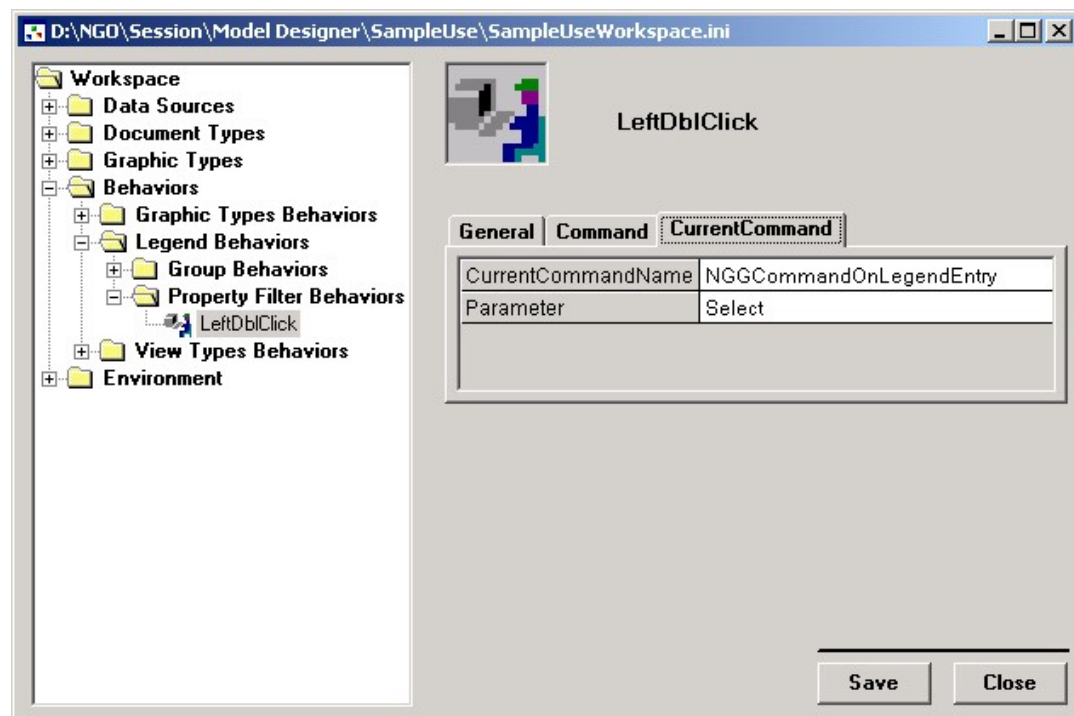 D:\NGO\Session\Model Designer\SampleUse\SampleUseWorkspace.ini
Workspace
Data Sources
Document Types
Graphic Types
Behaviors
Graphic Types Behaviors
Legend Behaviors
Group Behaviors
Property Filter Behaviors
LeftDblClick
View Types Behaviors
Environment
LeftDblClick
General Command CurrentCommand
CurrentCommandName NGGCommandOnLegendEntry
Parameter Select
Save Close